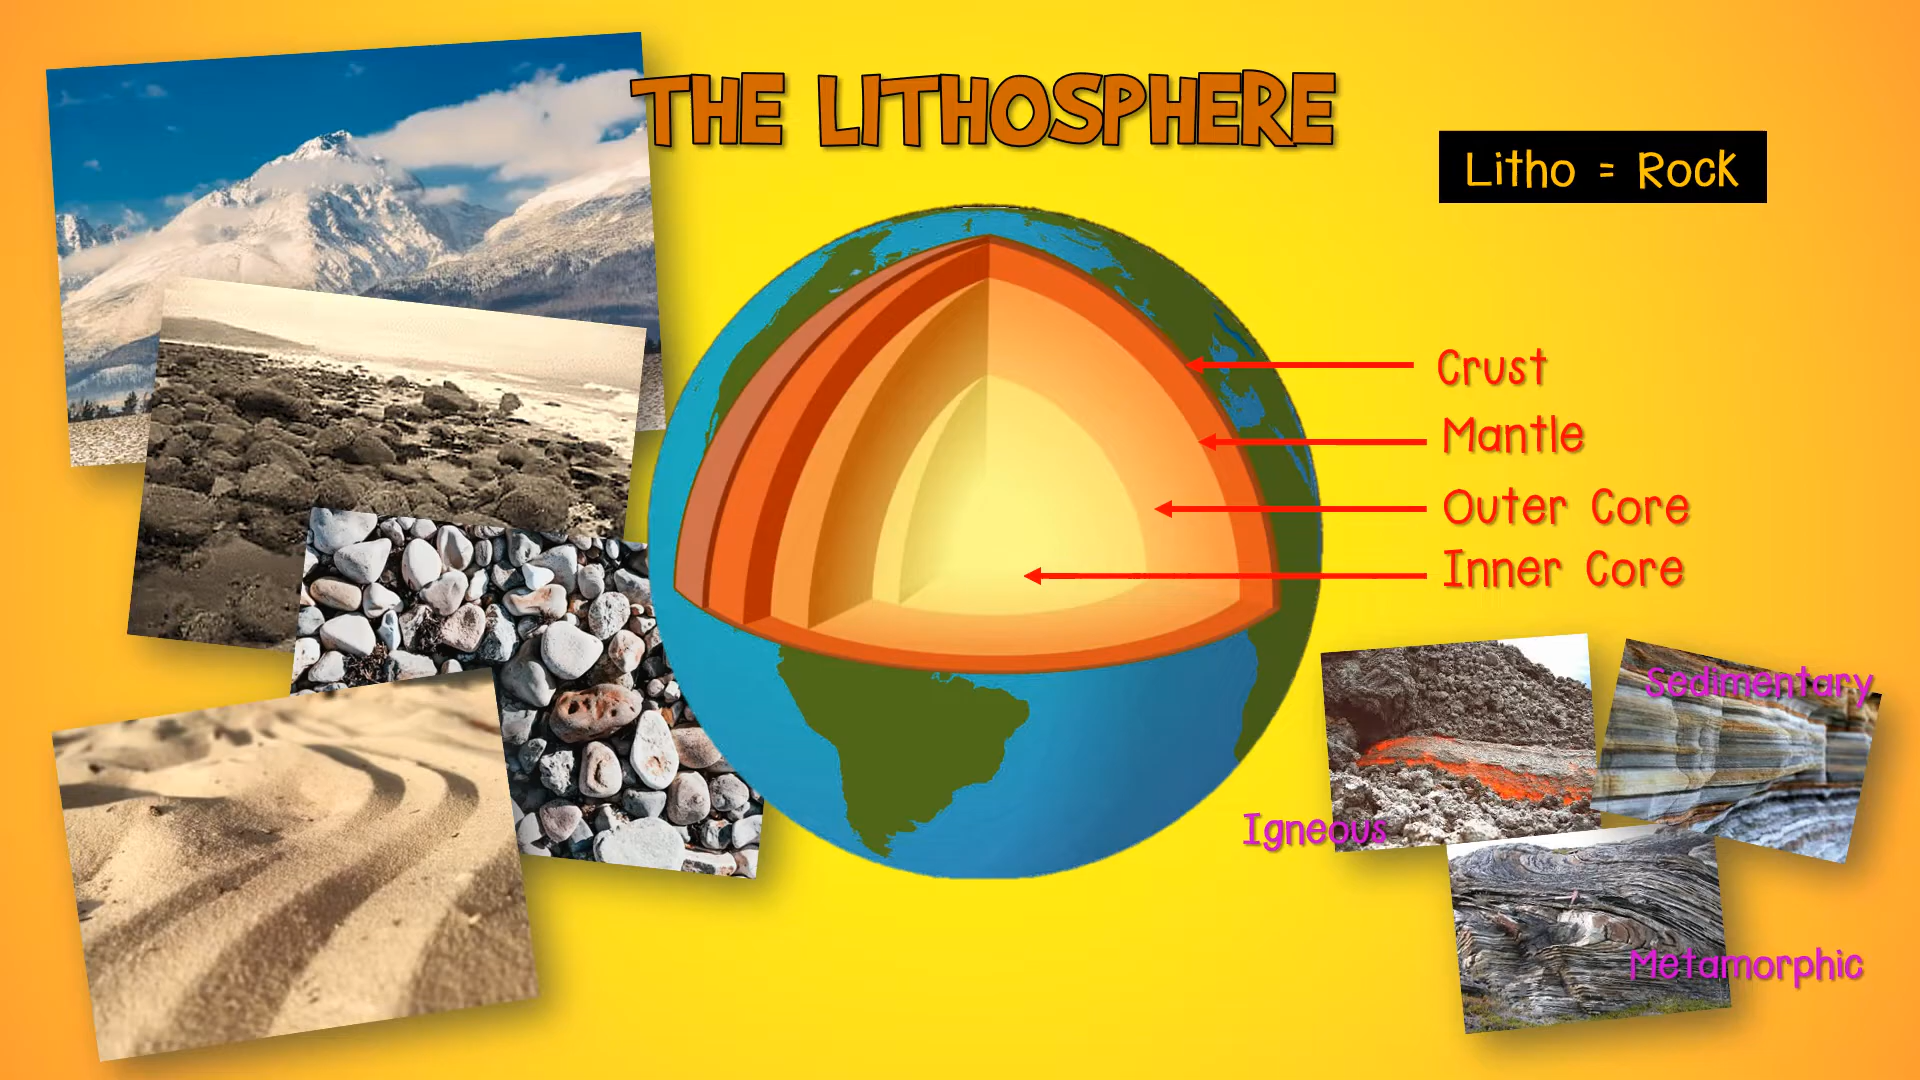 THE LITHOSPHERE
Litho = Rock
Crust
Mantle
Outer Core
Inner Core
Sedimentary
Igneous
Metamorphic